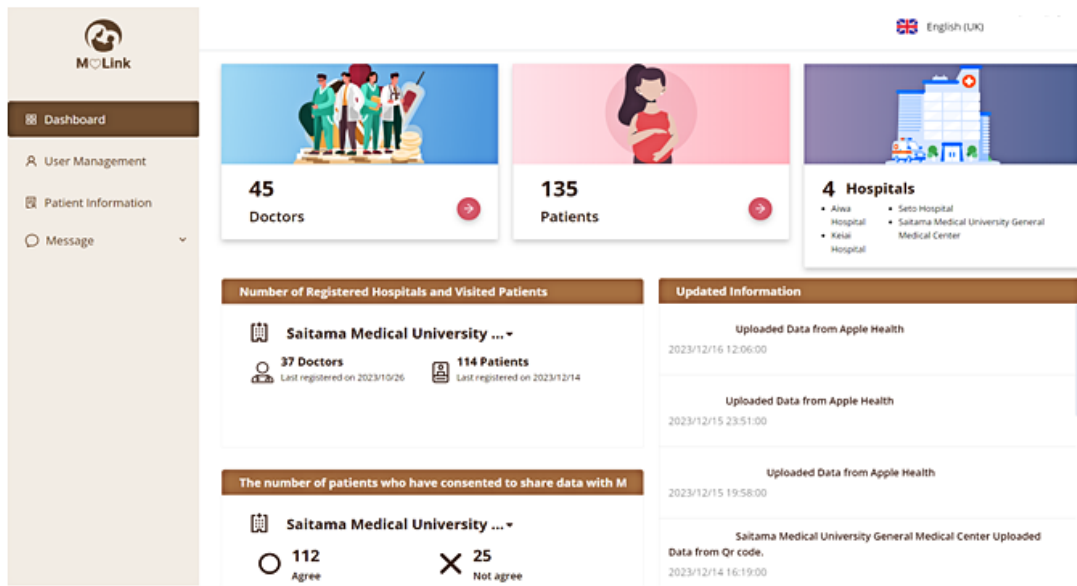 M♡Link
English (UK)
Dashboard
User Management
Patient Information
Message
45
Doctors
135
Patients
4 Hospitals
• Aiwa
Hospital
• Keiai
Hospital
• Seto Hospital
• Saitama Medical University General
Medical Center
Number of Registered Hospitals and Visited Patients
Saitama Medical University ...
37 Doctors
Last registered on 2023/10/26
114 Patients
Last registered on 2023/12/14
The number of patients who have consented to share data with M
Saitama Medical University ...
112
Agree
25
Not agree
Updated Information
Uploaded Data from Apple Health
2023/12/16 12:06:00
Uploaded Data from Apple Health
2023/12/15 23:51:00
Uploaded Data from Apple Health
2023/12/15 19:58:00
Saitama Medical University General Medical Center Uploaded
Data from Qr code.
2023/12/14 16:19:00